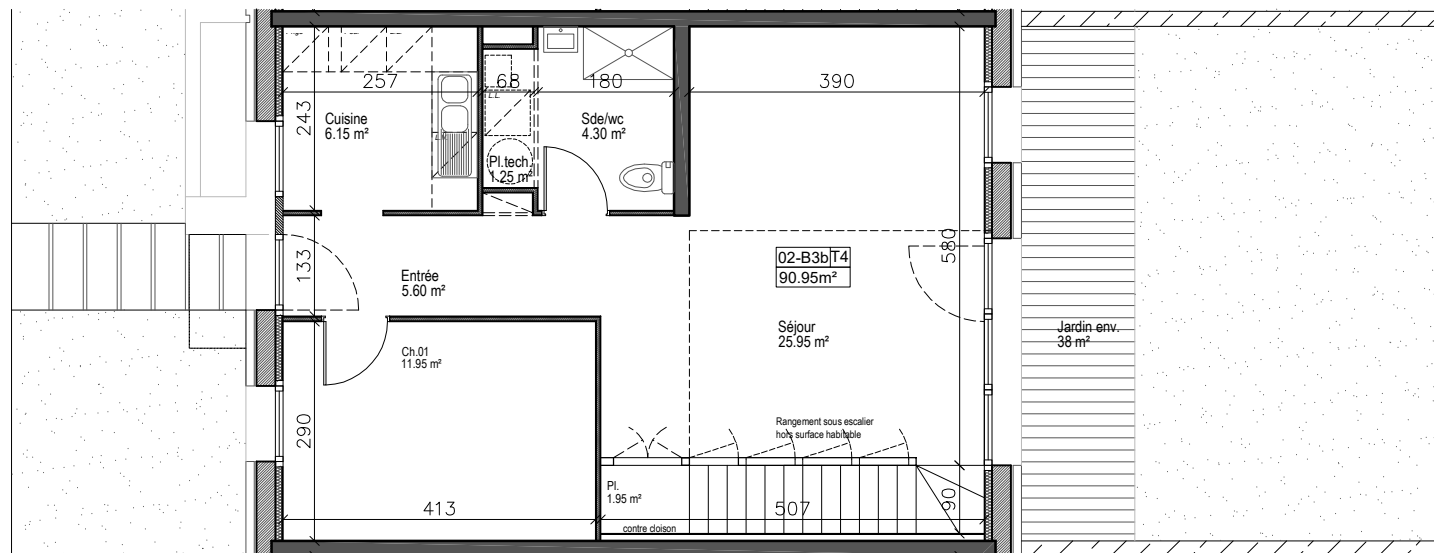 257
68
180
390
243
Cuisine
6.15 m²
LL
Sde/wc
4.30 m²
Pl.tech.
1.25 m²
133
Entrée
5.60 m²
02-B3b T4
90.95m²
580
Séjour
25.95 m²
Jardin env.
38 m²
Ch.01
11.95 m²
290
Rangement sous escalier
hors surface habitable
Pl.
1.95 m²
90
413
507
contre cloison